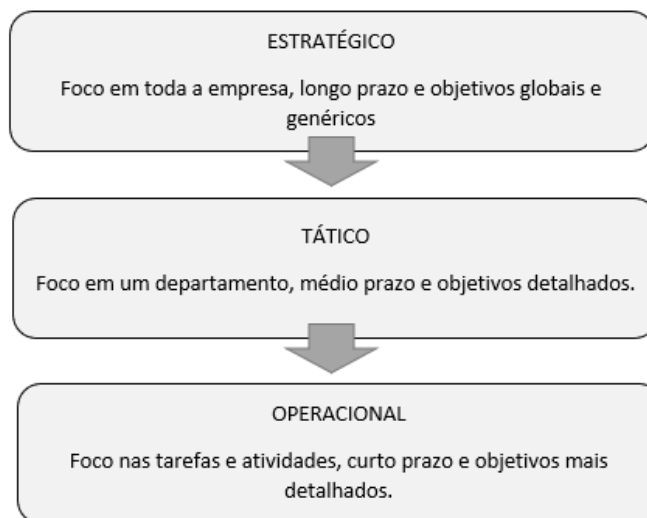 ESTRATÉGICO
Foco em toda a empresa, longo prazo e objetivos globais e
genéricos
TÁTICO
Foco em um departamento, médio prazo e objetivos detalhados.
OPERACIONAL
Foco nas tarefas e atividades, curto prazo e objetivos mais
detalhados.